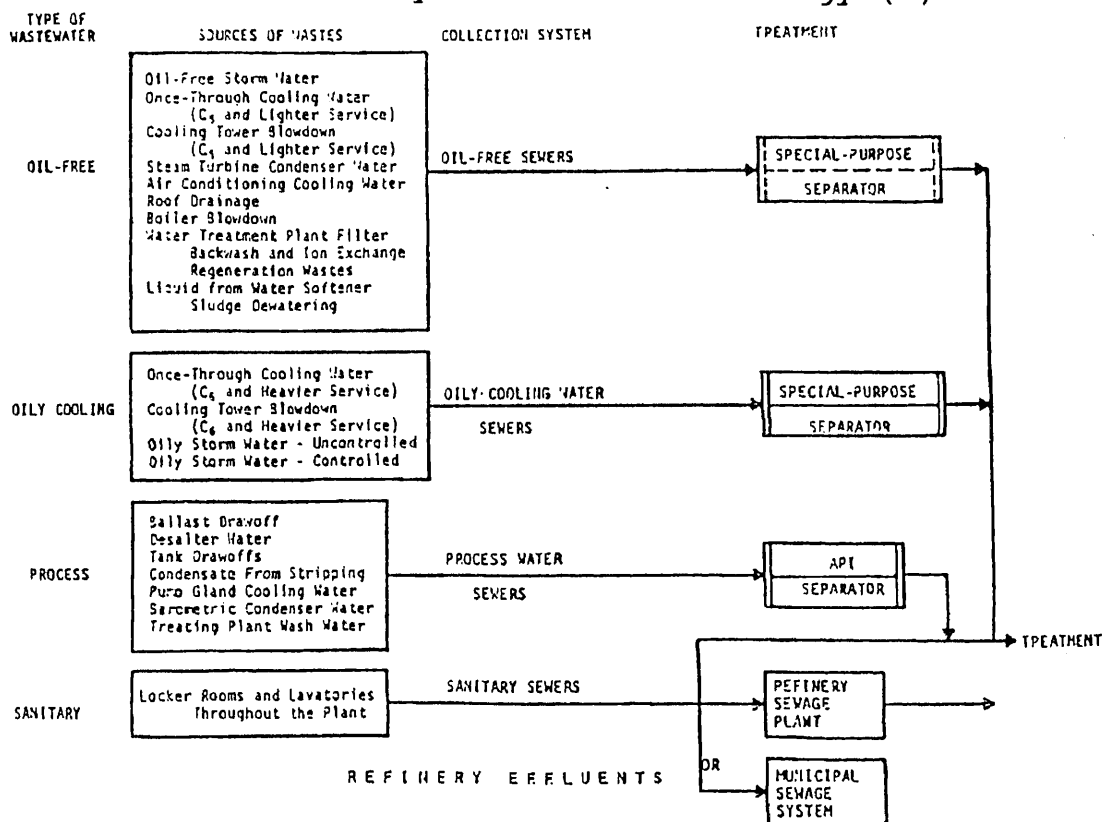 TYPE OF
WASTEWATER
SOURCES OF WASTES
COLLECTION SYSTEM
TPEATMENT
OIL-FREE
Oil-Free Storm Water
Once-Through Cooling Water
(C5 and Lighter Service)
Cooling Tower Blowdown
(C5 and Lighter Service)
Steam Turbine Condenser Water
Air Conditioning Cooling Water
Roof Drainage
Boiler Blowdown
Water Treatment Plant Filter
Backwash and Ion Exchange
Regeneration Wastes
Liquid from Water Softener
Sludge Dewatering
OIL-FREE SEWERS
SPECIAL-PURPOSE
SEPARATOR
OILY COOLING
Once-Through Cooling Water
(C6 and Heavier Service)
Cooling Tower Blowdown
(C6 and Heavier Service)
Oily Storm Water - Uncontrolled
Oily Storm Water - Controlled
OILY-COOLING WATER
SEWERS
SPECIAL-PURPOSE
SEPARATOR
PROCESS
Ballast Drawoff
Desalter Water
Tank Drawoffs
Condensate From Stripping
Pump Gland Cooling Water
Barometric Condenser Water
Treating Plant Wash Water
PROCESS WATER
SEWERS
API
SEPARATOR
TPEATMENT
SANITARY
Locker Rooms and Lavatories
Throughout the Plant
SANITARY SEWERS
PEFINERY
SEWAGE
PLANT
REFINERY EFFLUENTS
OR
MUNICIPAL
SEWAGE
SYSTEM